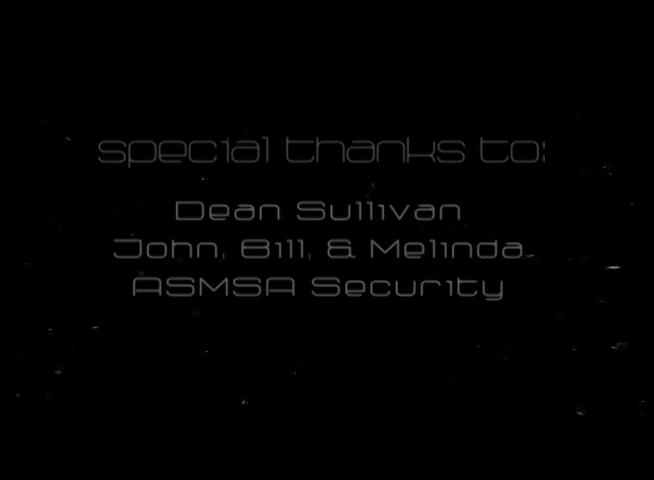 special thanks to:
Dean Sullivan
John, Bill, & Melinda
ASMSA Security